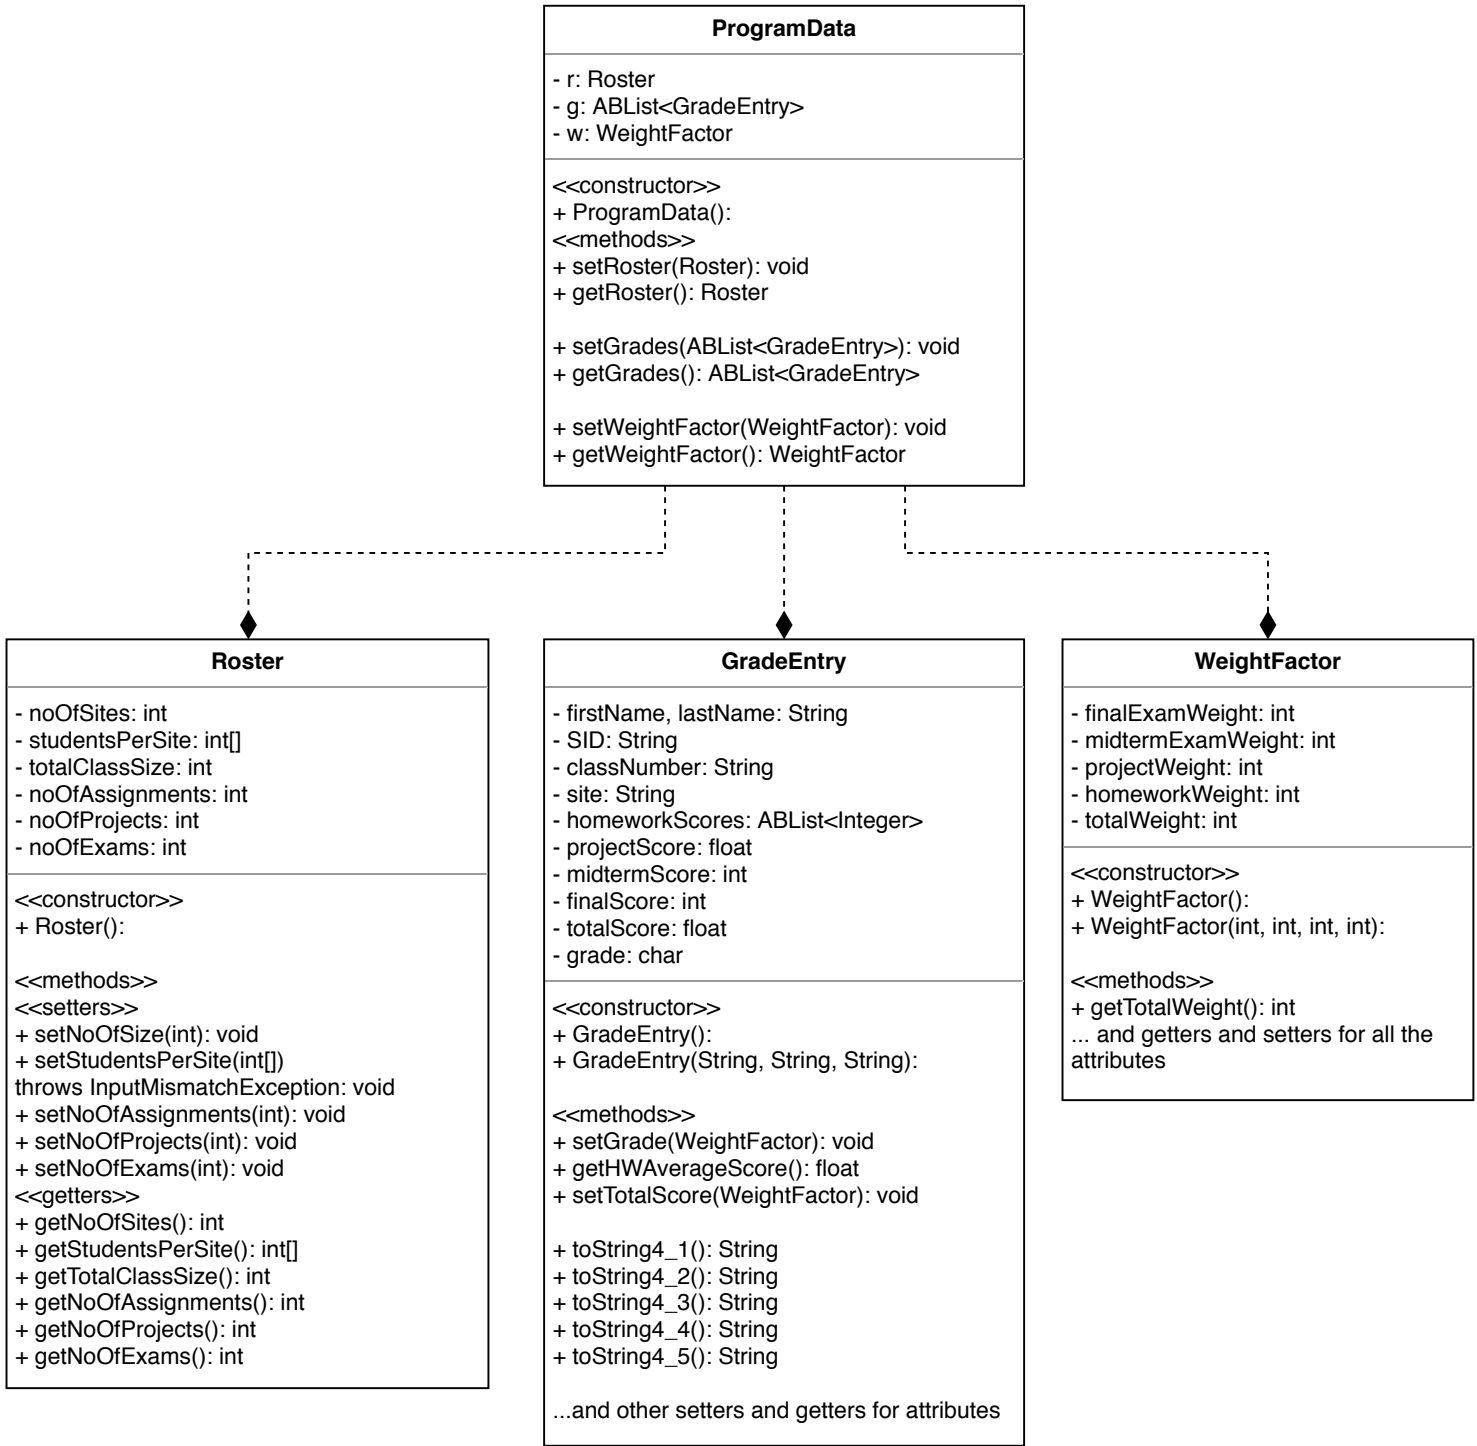 ProgramData
- r: Roster
- g: ABList<GradeEntry>
- w: WeightFactor
<<constructor>>
+ ProgramData():
<<methods>>
+ setRoster(Roster): void
+ getRoster(): Roster
+ setGrades(ABList<GradeEntry>): void
+ getGrades(): ABList<GradeEntry>
+ setWeightFactor(WeightFactor): void
+ getWeightFactor(): WeightFactor
Roster
- noOfSites: int
- studentsPerSite: int[]
- totalClassSize: int
- noOfAssignments: int
- noOfProjects: int
- noOfExams: int
<<constructor>>
+ Roster():
<<methods>>
<<setters>>
+ setNoOfSize(int): void
+ setStudentsPerSite(int[])
throws InputMismatchException: void
+ setNoOfAssignments(int): void
+ setNoOfProjects(int): void
+ setNoOfExams(int): void
<<getters>>
+ getNoOfSites(): int
+ getStudentsPerSite(): int[]
+ getTotalClassSize(): int
+ getNoOfAssignments(): int
+ getNoOfProjects(): int
+ getNoOfExams(): int
GradeEntry
- firstName, lastName: String
- SID: String
- classNumber: String
- site: String
- homeworkScores: ABList<Integer>
- projectScore: float
- midtermScore: int
- finalScore: int
- totalScore: float
- grade: char
<<constructor>>
+ GradeEntry():
+ GradeEntry(String, String, String):
<<methods>>
+ setGrade(WeightFactor): void
+ getHWAverageScore(): float
+ setTotalScore(WeightFactor): void
+ toString4_1(): String
+ toString4_2(): String
+ toString4_3(): String
+ toString4_4(): String
+ toString4_5(): String
...and other setters and getters for attributes
WeightFactor
- finalExamWeight: int
- midtermExamWeight: int
- projectWeight: int
- homeworkWeight: int
- totalWeight: int
<<constructor>>
+ WeightFactor():
+ WeightFactor(int, int, int, int):
<<methods>>
+ getTotalWeight(): int
... and getters and setters for all the
attributes